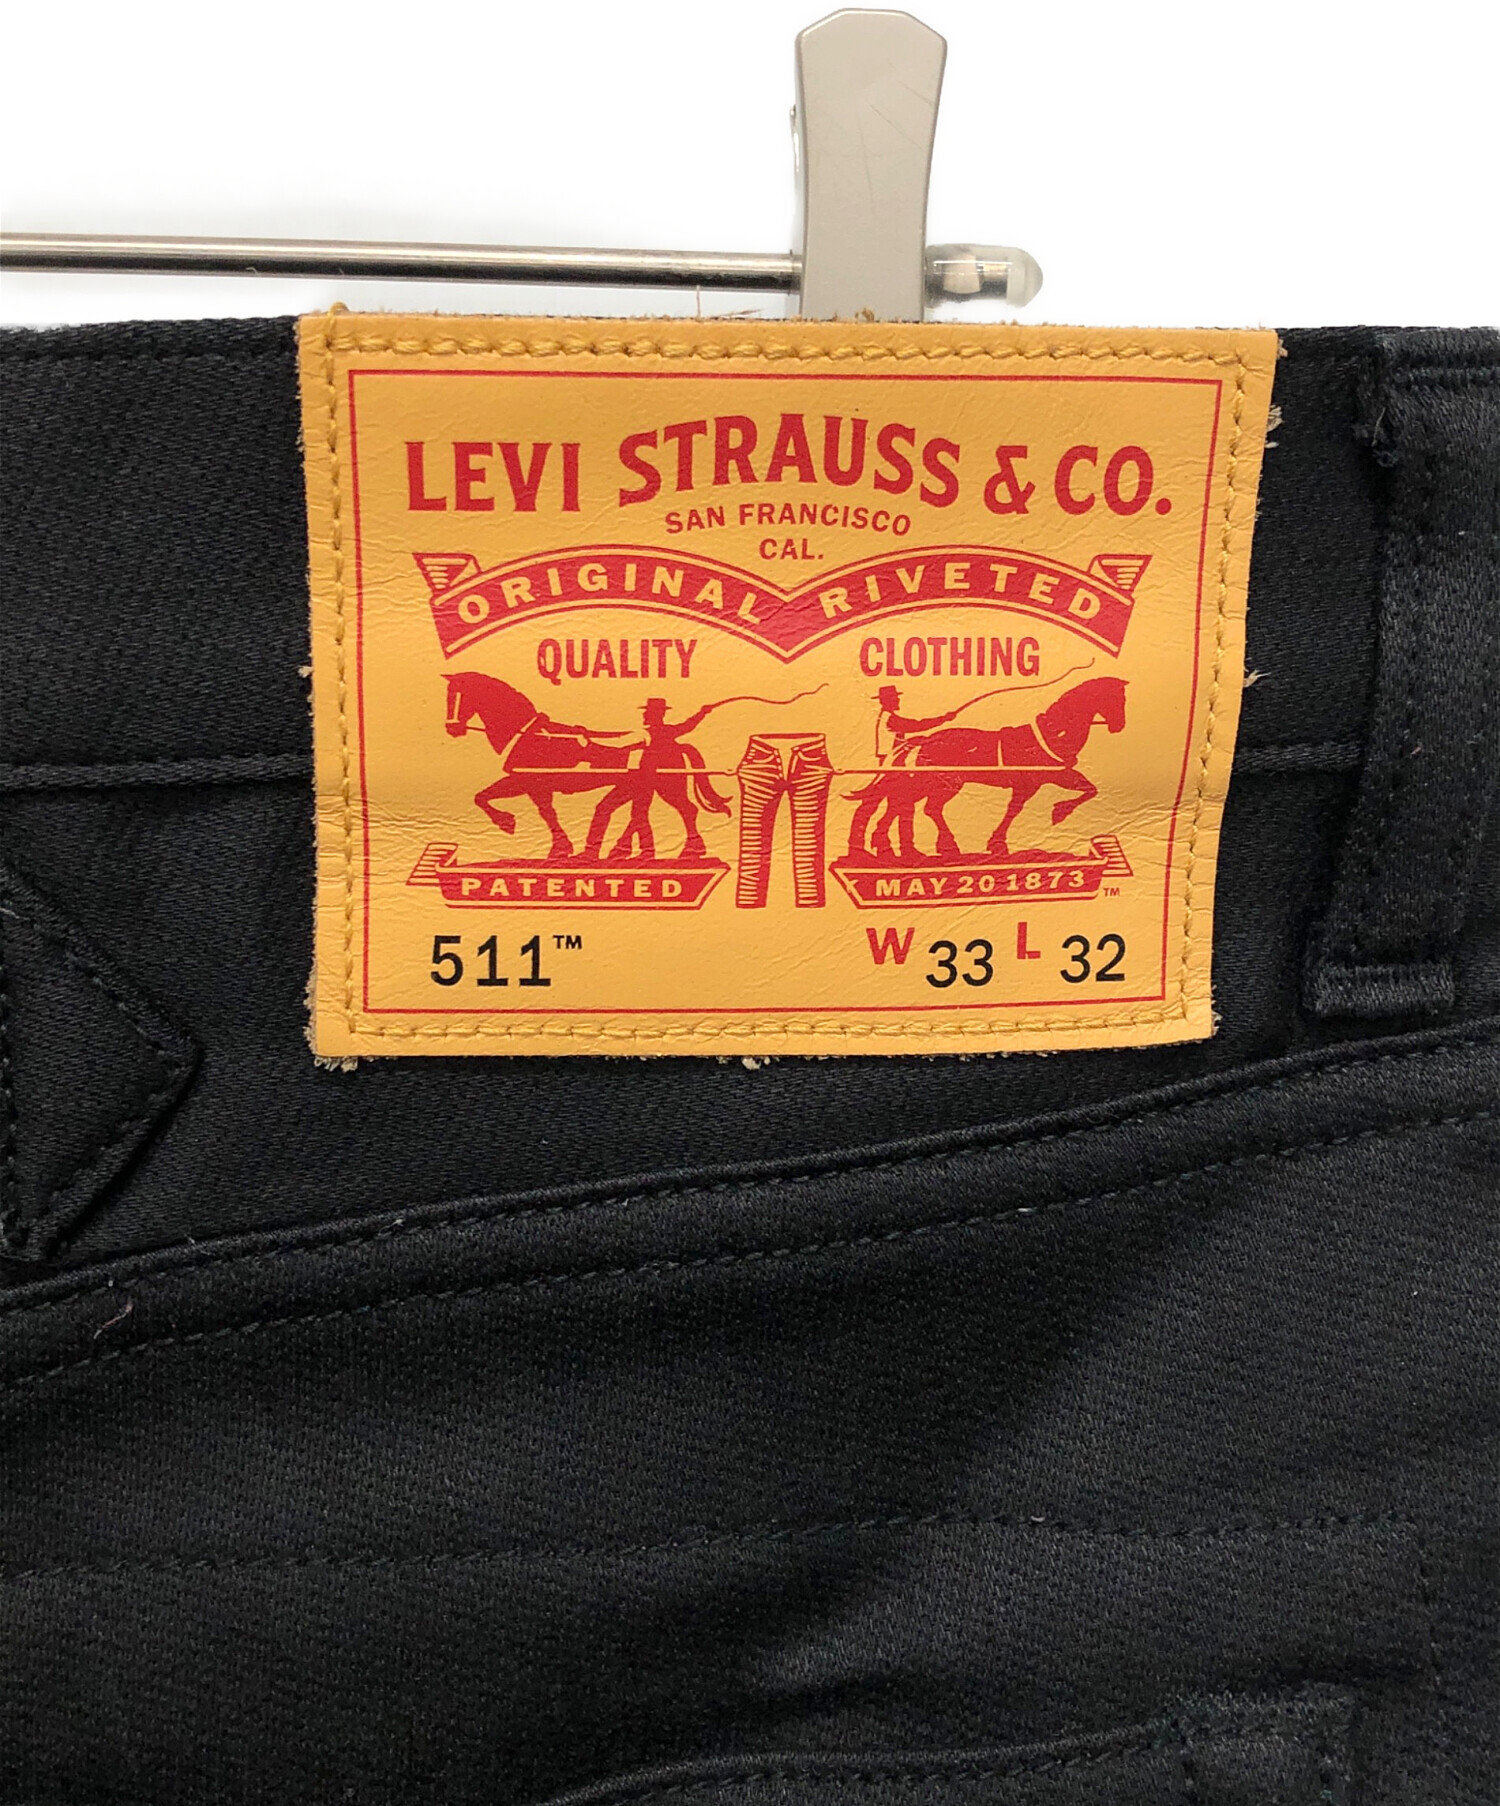 LEVI STRAUSS & CO.
SAN FRANCISCO
CAL.
ORIGINAL RIVETED
QUALITY CLOTHING
PATENTED MAY 20 1873 ™
511™ W 33 L 32